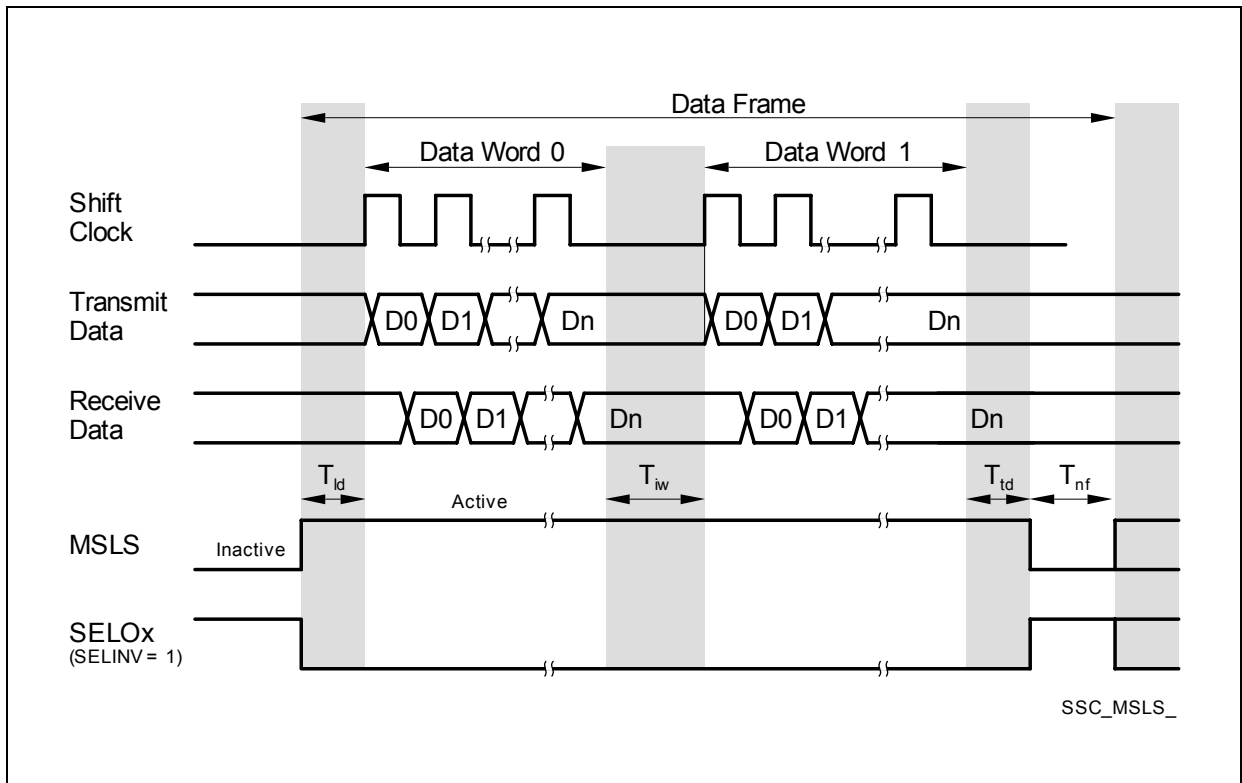 Data Frame
Data Word 0
Data Word 1
Shift
Clock
Transmit
Data
D0
D1
Dn
D0
D1
Dn
Receive
Data
D0
D1
Dn
D0
D1
Dn
Tld
Tiw
Ttd
Tnf
Active
MSLS
Inactive
SELOx
(SELINV = 1)
SSC_MSLS_